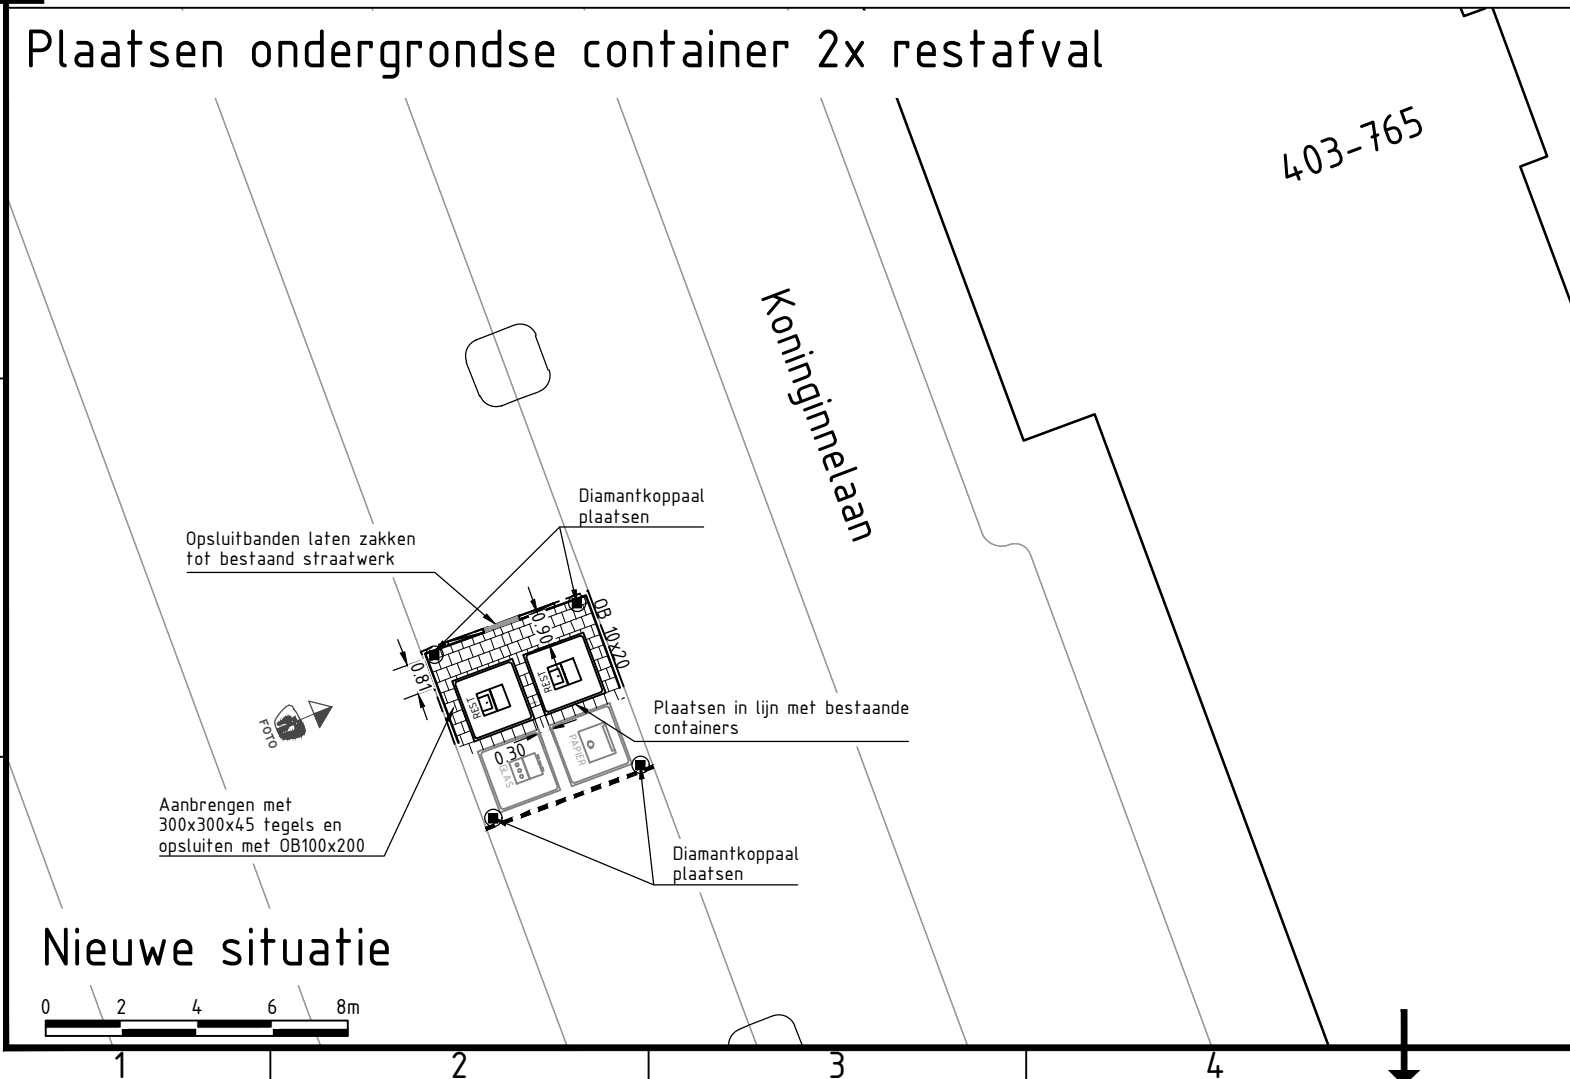 Plaatsen ondergrondse container 2x restafval
403-765
Koninginnelaan
Diamantkoppaal
plaatsen
Opsluitbanden laten zakken
tot bestaand straatwerk
OB 10x20
0.90
0.81
REST
REST
Plaatsen in lijn met bestaande
containers
FOTO
0.30
GLAS
PAPIER
Aanbrengen met
300x300x45 tegels en
opsluiten met OB100x200
Diamantkoppaal
plaatsen
Nieuwe situatie
0 2 4 6 8m
1 2 3 4